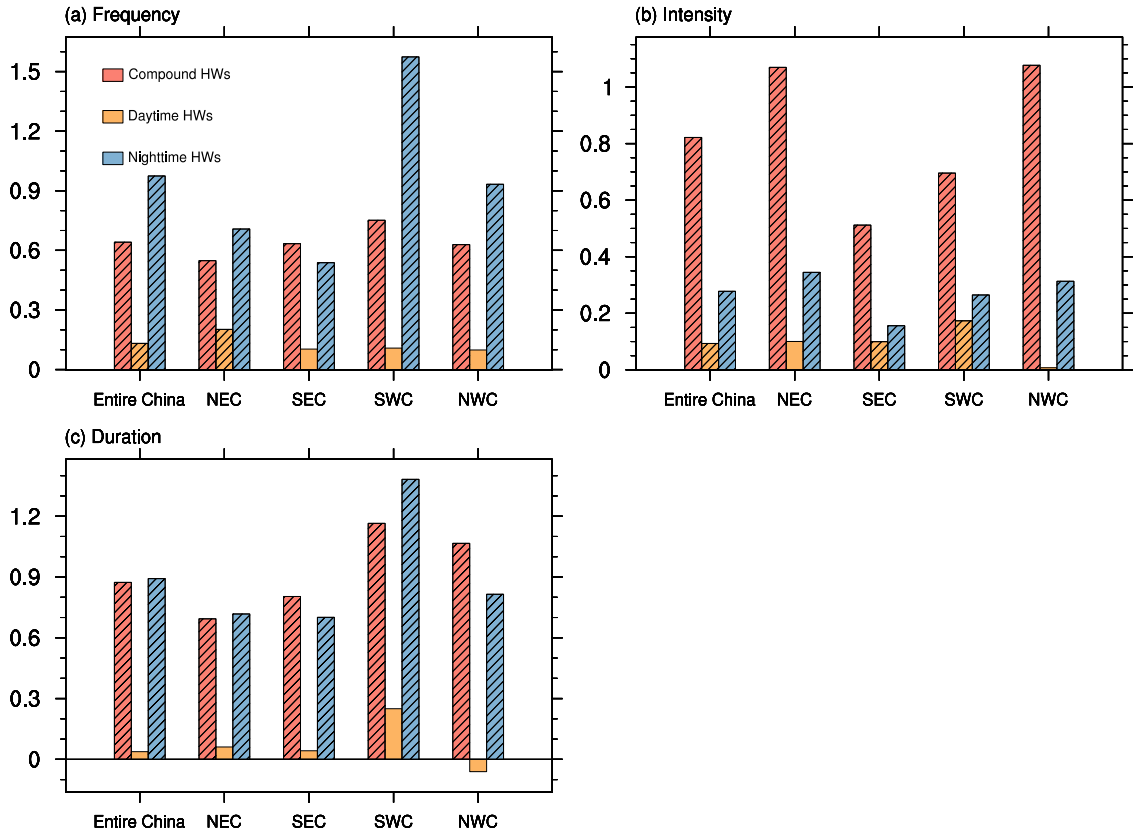 (a) Frequency
1.5
1.2
0.9
0.6
0.3
0
Compound HWs
Daytime HWs
Nighttime HWs
Entire China NEC SEC SWC NWC
(b) Intensity
1
0.8
0.6
0.4
0.2
0
Entire China NEC SEC SWC NWC
(c) Duration
1.2
0.9
0.6
0.3
0
Entire China NEC SEC SWC NWC